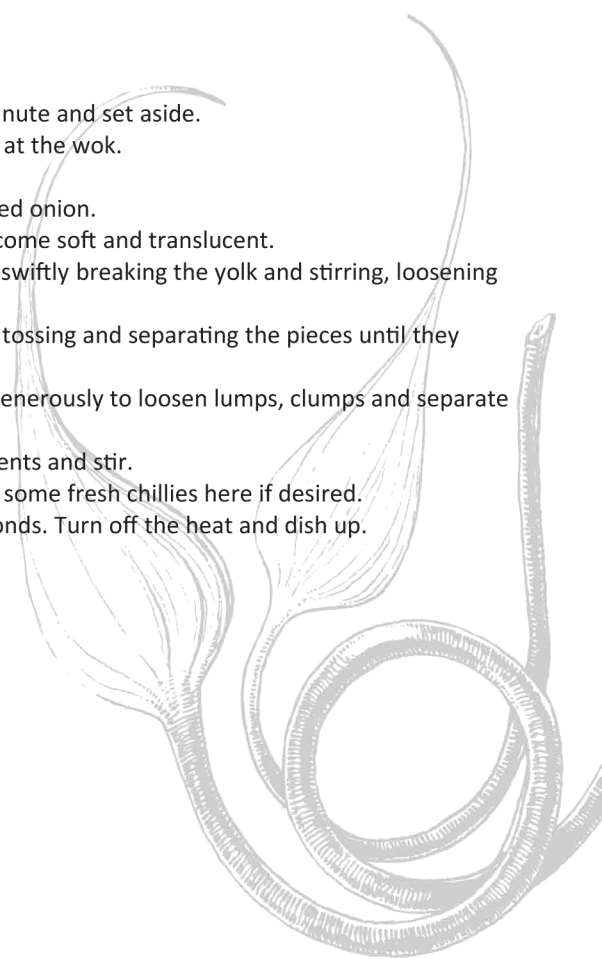 nute and set aside.
at the wok.
ed onion.
come soft and translucent.
swiftly breaking the yolk and stirring, loosening
tossing and separating the pieces until they
enerously to loosen lumps, clumps and separate
ents and stir.
some fresh chillies here if desired.
onds. Turn off the heat and dish up.